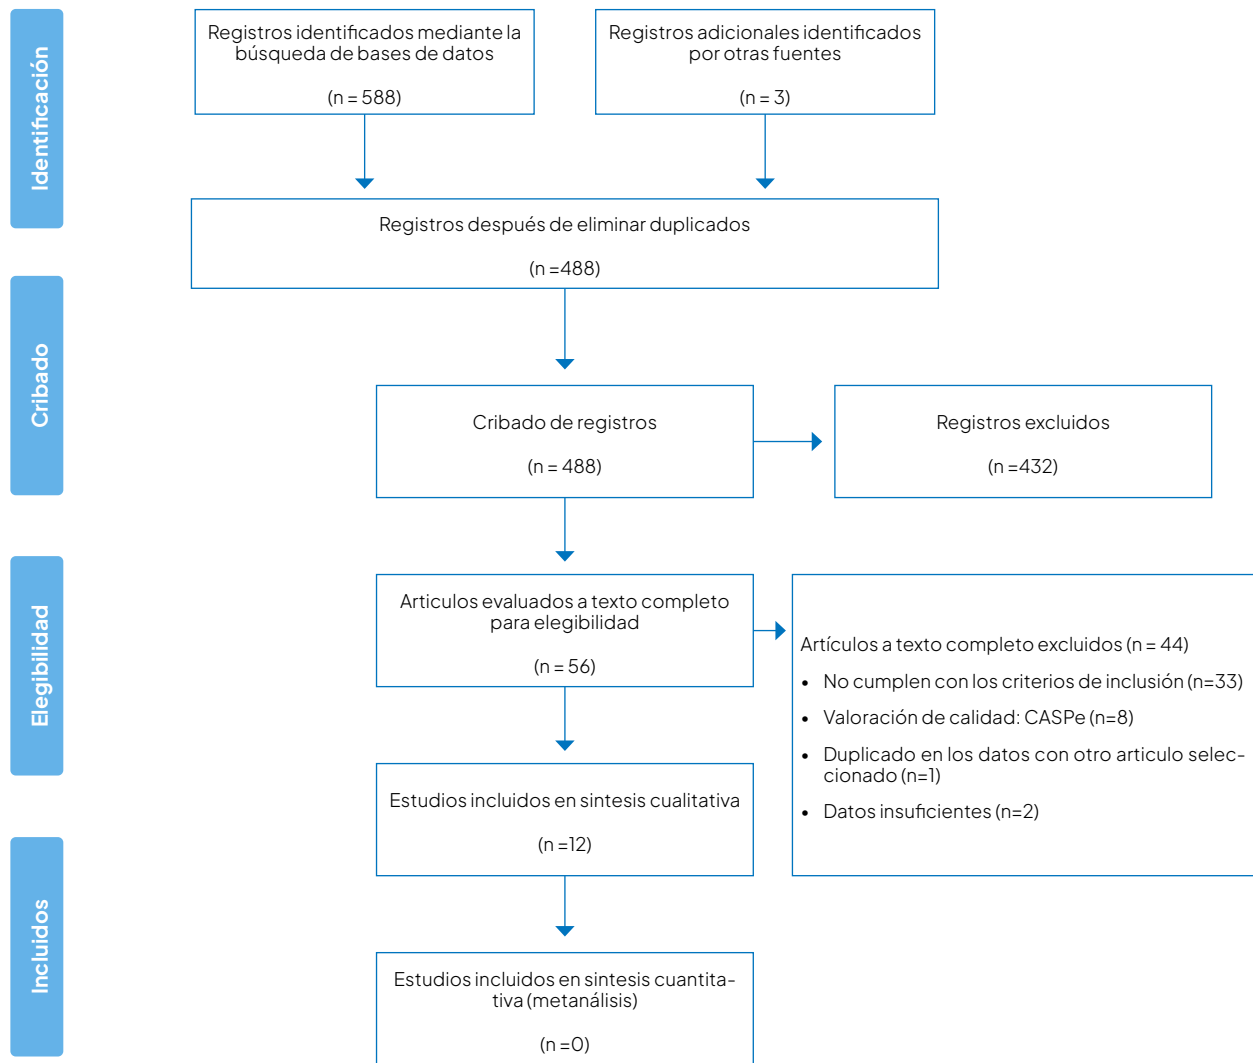 Identificación
Registros identificados mediante la
búsqueda de bases de datos
(n = 588)
Registros adicionales identificados
por otras fuentes
(n = 3)
Registros después de eliminar duplicados
(n =488)
Cribado
Cribado de registros
(n = 488)
Registros excluidos
(n =432)
Elegibilidad
Articulos evaluados a texto completo
para elegibilidad
(n = 56)
Artículos a texto completo excluidos (n = 44)
• No cumplen con los criterios de inclusión (n=33)
• Valoración de calidad: CASPe (n=8)
• Duplicado en los datos con otro articulo selec-
cionado (n=1)
• Datos insuficientes (n=2)
Estudios incluidos en sintesis cualitativa
(n =12)
Incluidos
Estudios incluidos en sintesis cuantita-
tiva (metanálisis)
(n =0)